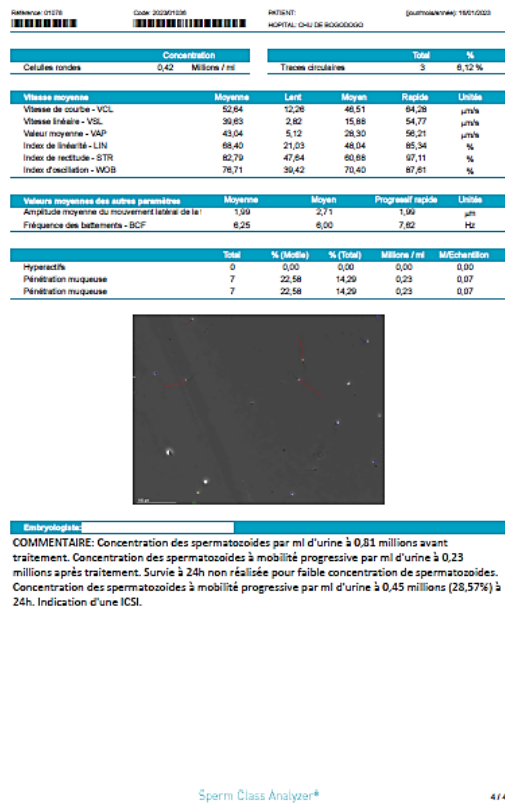 Référence: 01078 Code: 2023/01036 PATIENT: (jour/mois/année): 16/01/2023
HOPITAL: CHU DE BOGODOGO
Concentration
Cellules rondes 0,42 Millions / ml
Total %
Traces circulaires 3 6,12 %
Vitesse moyenne Moyenne Lent Moyen Rapide Unités
Vitesse de courbe - VCL 52,64 12,26 46,51 64,28 µm/s
Vitesse linéaire - VSL 39,63 2,82 15,88 54,77 µm/s
Valeur moyenne - VAP 43,04 5,12 28,30 56,21 µm/s
Index de linéarité - LIN 68,40 21,03 48,04 85,34 %
Index de rectitude - STR 82,79 47,64 60,68 97,11 %
Index d'oscillation - WOB 76,71 39,42 70,40 87,61 %
Valeurs moyennes des autres paramètres Moyenne Moyen Progressif rapide Unités
Amplitude moyenne du mouvement latéral de la t 1,99 2,71 1,99 µm
Fréquence des battements - BCF 6,25 6,00 7,62 Hz
Total % (Motile) % (Total) Millions / ml M/Echantillon
Hyperactifs 0 0,00 0,00 0,00 0,00
Pénétration muqueuse 7 22,58 14,29 0,23 0,07
Pénétration muqueuse 7 22,58 14,29 0,23 0,07
Embryologiste:
COMMENTAIRE: Concentration des spermatozoïdes par ml d'urine à 0,81 millions avant
traitement. Concentration des spermatozoïdes à mobilité progressive par ml d'urine à 0,23
millions après traitement. Survie à 24h non réalisée pour faible concentration de spermatozoïdes.
Concentration des spermatozoïdes à mobilité progressive par ml d'urine à 0,45 millions (28,57%) à
24h. Indication d'une ICSI.
Sperm Class Analyzer® 4 / 4